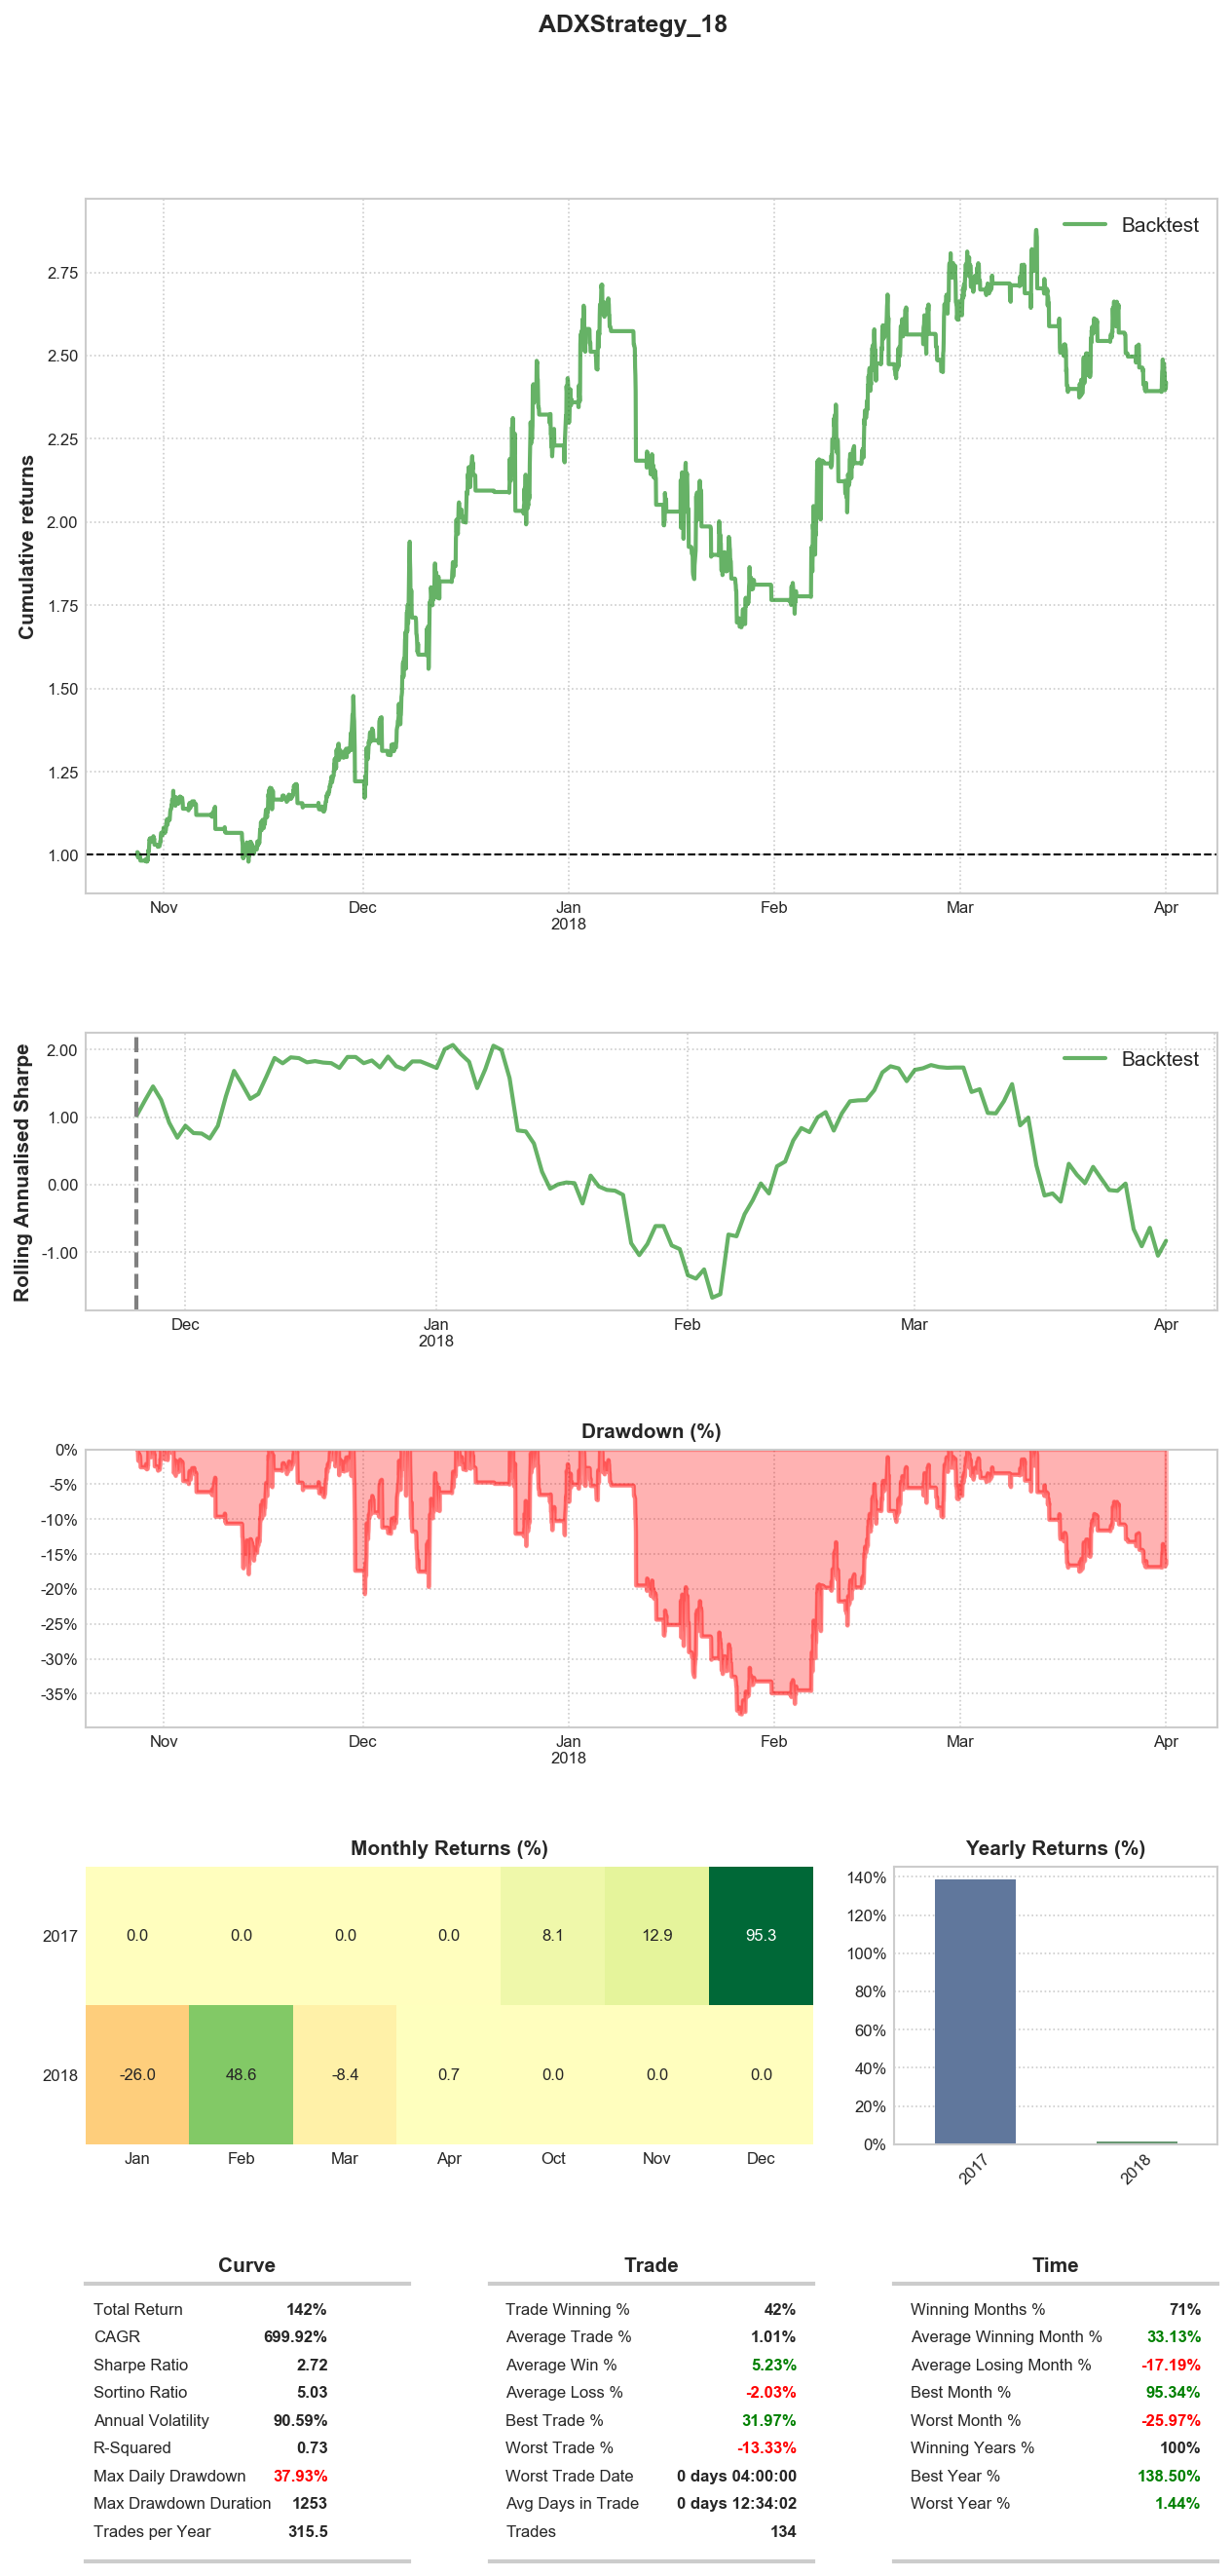 ADXStrategy_18
Backtest
Cumulative returns
2.75
2.50
2.25
2.00
1.75
1.50
1.25
1.00
Nov Dec Jan Feb Mar Apr
2018
Backtest
Rolling Annualised Sharpe
2.00
1.00
0.00
-1.00
Dec Jan Feb Mar Apr
2018
Drawdown (%)
0%
-5%
-10%
-15%
-20%
-25%
-30%
-35%
Nov Dec Jan Feb Mar Apr
2018
Monthly Returns (%)
2017 0.0 0.0 0.0 0.0 8.1 12.9 95.3
2018 -26.0 48.6 -8.4 0.7 0.0 0.0 0.0
Jan Feb Mar Apr Oct Nov Dec
Yearly Returns (%)
140%
120%
100%
80%
60%
40%
20%
0%
2017 2018
Curve
Total Return 142%
CAGR 699.92%
Sharpe Ratio 2.72
Sortino Ratio 5.03
Annual Volatility 90.59%
R-Squared 0.73
Max Daily Drawdown 37.93%
Max Drawdown Duration 1253
Trades per Year 315.5
Trade
Trade Winning % 42%
Average Trade % 1.01%
Average Win % 5.23%
Average Loss % -2.03%
Best Trade % 31.97%
Worst Trade % -13.33%
Worst Trade Date 0 days 04:00:00
Avg Days in Trade 0 days 12:34:02
Trades 134
Time
Winning Months % 71%
Average Winning Month % 33.13%
Average Losing Month % -17.19%
Best Month % 95.34%
Worst Month % -25.97%
Winning Years % 100%
Best Year % 138.50%
Worst Year % 1.44%